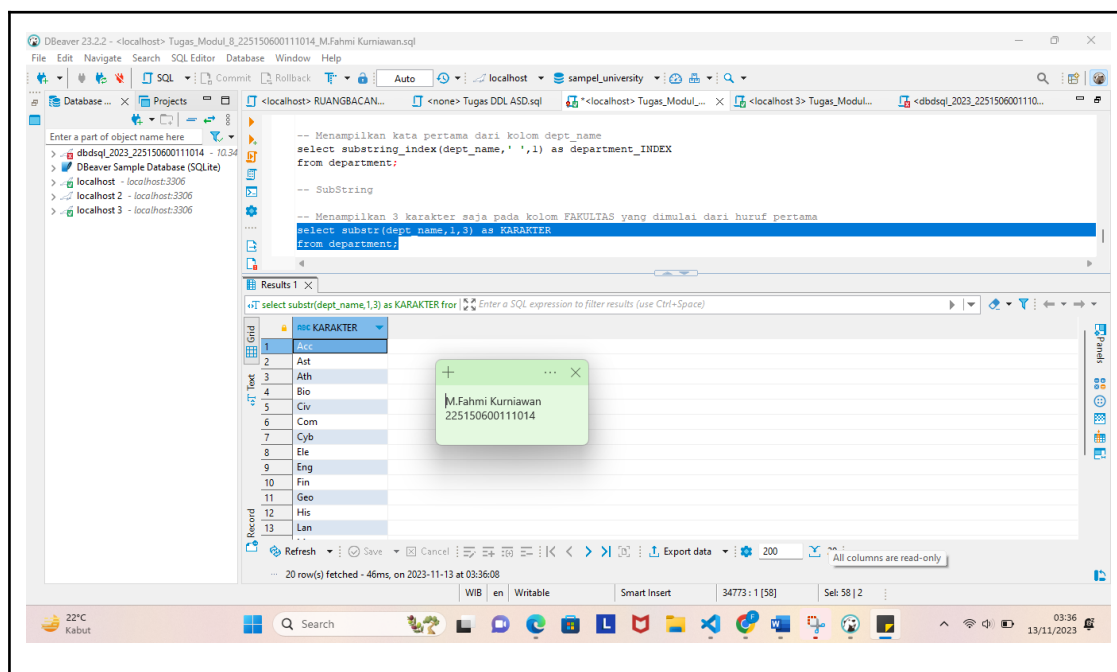 DBeaver 23.2.2 - <localhost> Tugas_Modul_8_225150600111014_M.Fahmi Kurniawan.sql
File Edit Navigate Search SQL Editor Database Window Help
SQL Commit Rollback Auto localhost sampel_university
Database ... Projects <localhost> RUANGBACAN... <none> Tugas DDL ASD.sql *<localhost> Tugas_Modul_... <localhost 3> Tugas_Modul... <dbdsql_2023_2251506001110...
Enter a part of object name here
dbdsql_2023_225150600111014 - 10.34
DBeaver Sample Database (SQLite)
localhost - localhost:3306
localhost 2 - localhost:3306
localhost 3 - localhost:3306
-- Menampilkan kata pertama dari kolom dept_name
select substring_index(dept_name,' ',1) as department_INDEX
from department;
-- SubString
-- Menampilkan 3 karakter saja pada kolom FAKULTAS yang dimulai dari huruf pertama
select substr(dept_name,1,3) as KARAKTER
from department;
Results 1
select substr(dept_name,1,3) as KARAKTER fror Enter a SQL expression to filter results (use Ctrl+Space)
Grid
Text
Record
Panels
ABC KARAKTER
1 Acc
2 Ast
3 Ath
4 Bio
5 Civ
6 Com
7 Cyb
8 Ele
9 Eng
10 Fin
11 Geo
12 His
13 Lan
M.Fahmi Kurniawan
225150600111014
Refresh Save Cancel Export data 200
All columns are read-only
20 row(s) fetched - 46ms, on 2023-11-13 at 03:36:08
WIB en Writable Smart Insert 34773 : 1 [58] Sel: 58 | 2
22°C
Kabut
Search
03:36
13/11/2023